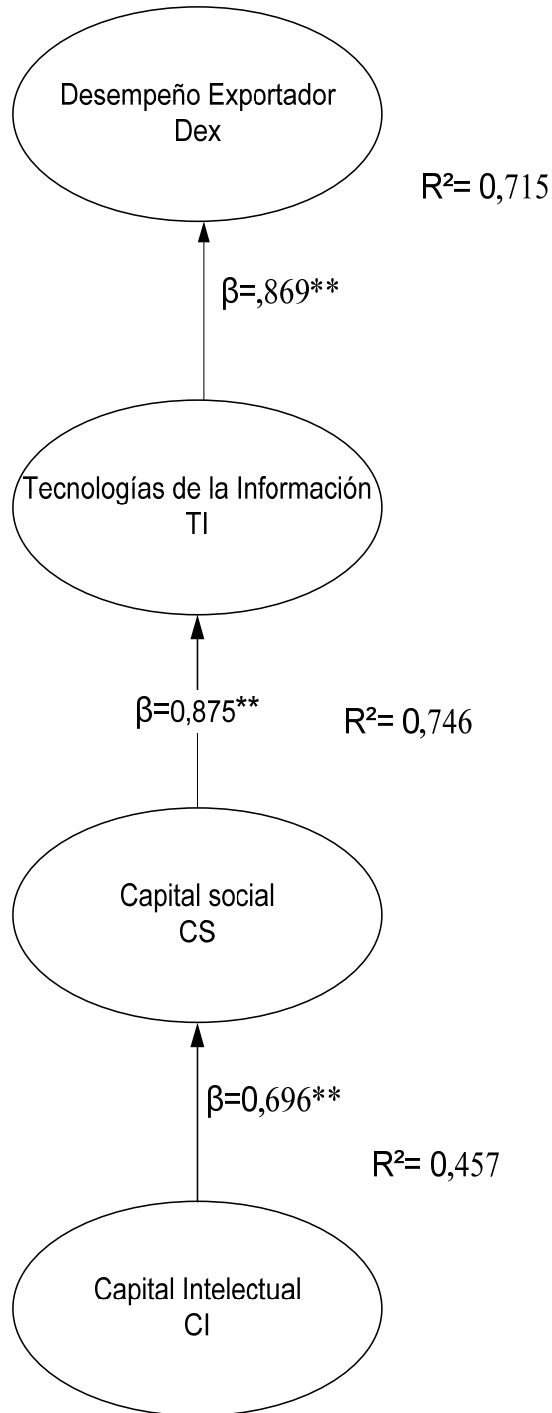 Desempeño Exportador
Dex
R²= 0,715
β=,869**
Tecnologías de la Información
TI
β=0,875**
R²= 0,746
Capital social
CS
β=0,696**
R²= 0,457
Capital Intelectual
CI